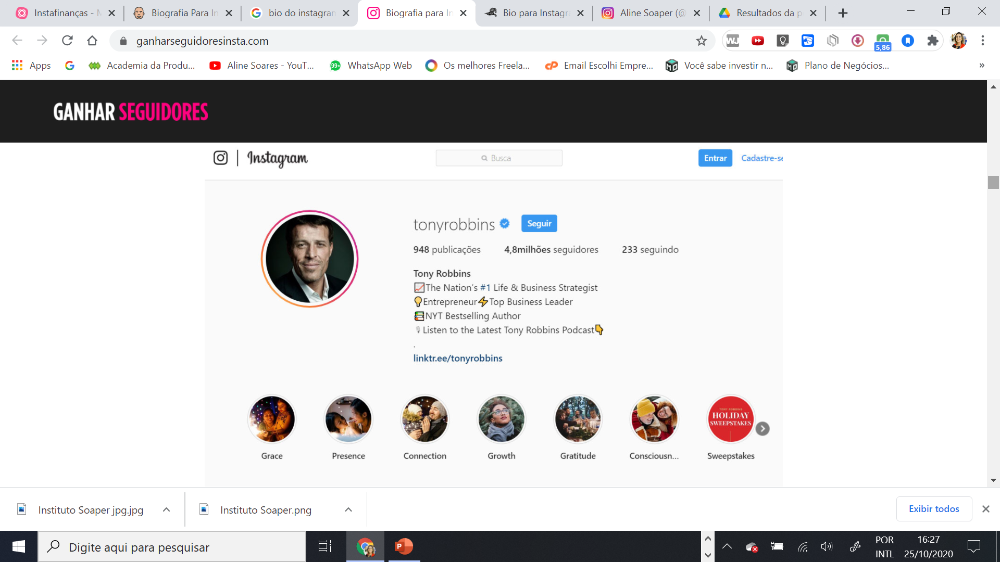 Instafinanças - M
Biografia Para In
bio do instagram
Biografia para In
Bio para Instagra
Aline Soaper (@
Resultados da p
ganharseguidoresinsta.com
WJ
5,86
Apps
Academia da Produ...
Aline Soares - YouT...
99+
WhatsApp Web
Os melhores Freela...
Email Escolhi Empre...
Você sabe investir n...
Plano de Negócios...
»
GANHAR SEGUIDORES
Instagram
Busca
Entrar
Cadastre-se
tonyrobbins
Seguir
948 publicações
4,8milhões seguidores
233 seguindo
Tony Robbins
📈The Nation's #1 Life & Business Strategist
💡Entrepreneur⚡Top Business Leader
📚NYT Bestselling Author
🎙Listen to the Latest Tony Robbins Podcast👇
.
linktr.ee/tonyrobbins
TONY ROBBINS
HOLIDAY
SWEEPSTAKES
Grace
Presence
Connection
Growth
Gratitude
Consciousn...
Sweepstakes
Instituto Soaper jpg.jpg
Instituto Soaper.png
Exibir todos
Digite aqui para pesquisar
POR
INTL
16:27
25/10/2020